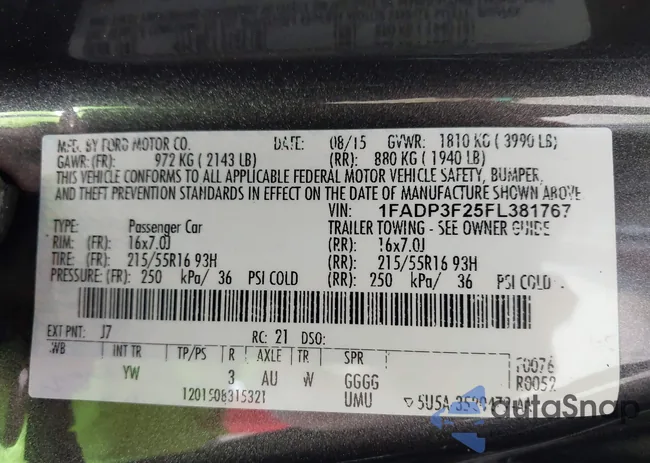 MFD. BY FORD MOTOR CO. DATE: 08/15 GVWR: 1810 KG ( 3990 LB)
GAWR: (FR): 972 KG ( 2143 LB) (RR): 880 KG ( 1940 LB)
THIS VEHICLE CONFORMS TO ALL APPLICABLE FEDERAL MOTOR VEHICLE SAFETY, BUMPER,
AND THEFT PREVENTION STANDARDS IN EFFECT ON THE DATE OF MANUFACTURE SHOWN ABOVE
VIN: 1FADP3F25FL381767
TYPE: Passenger Car TRAILER TOWING - SEE OWNER GUIDE
RIM: (FR): 16x7.0J (RR): 16x7.0J
TIRE: (FR): 215/55R16 93H (RR): 215/55R16 93H
PRESSURE: (FR): 250 kPa/ 36 PSI COLD (RR): 250 kPa/ 36 PSI COLD
EXT PNT: J7 RC: 21 DSO:
WB INT TR TP/PS R AXLE TR SPR F0076
YW 3 AU W GGGG R0052
1201508315321 UMU ▽ 5U5A
autoSnap